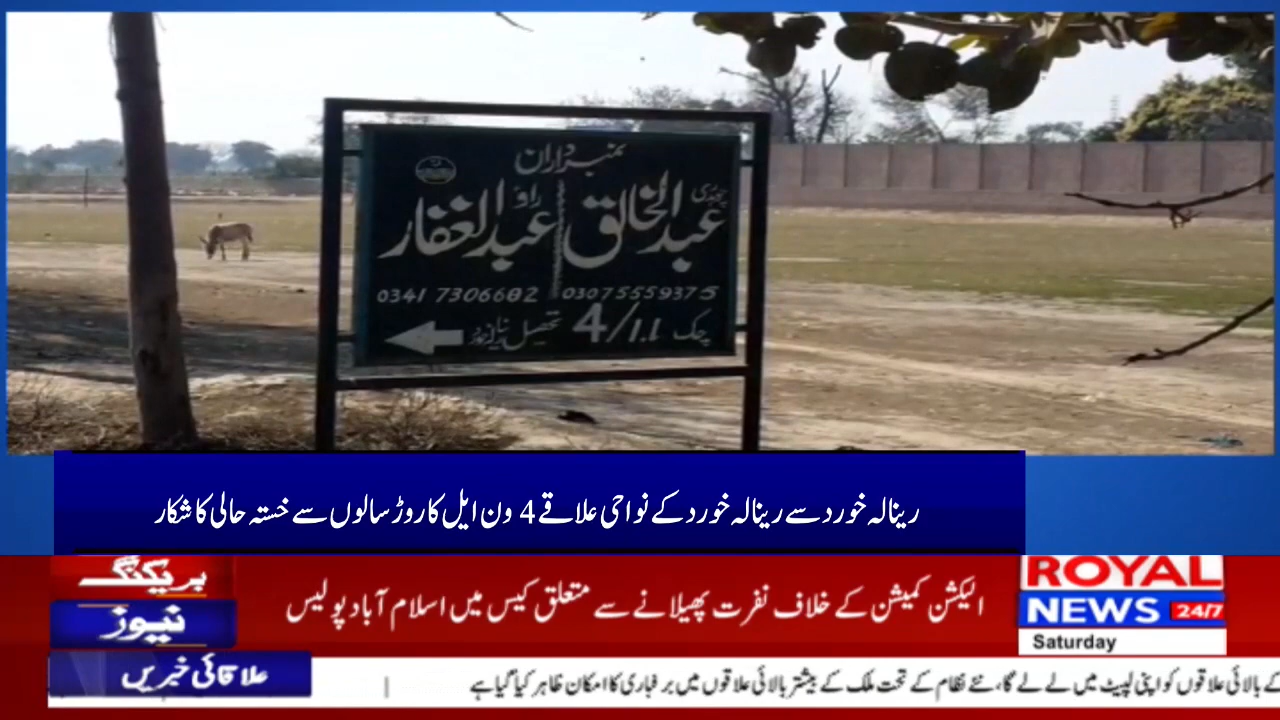 نمبرداران
چوہدری عبدالخالق
راؤ عبدالغفار
0307 5559375
0341 7306682
چک 4/1.L تحصیل رینالہ خورد
رینالہ خورد سے رینالہ خورد کے نواحی علاقے 4 ون ایل کا روڑ سالوں سے خستہ حالی کا شکار
بریکنگ
نیوز
الیکشن کمیشن کے خلاف نفرت پھیلانے سے متعلق کیس میں اسلام آباد پولیس
ROYAL
NEWS 24/7
Saturday
علاقائی خبریں
کے بالائی علاقوں کو اپنی لپیٹ میں لے لے گا، نئے نظام کے تحت ملک کے بیشتر بالائی علاقوں میں برفباری کا امکان ظاہر کیا گیا ہے